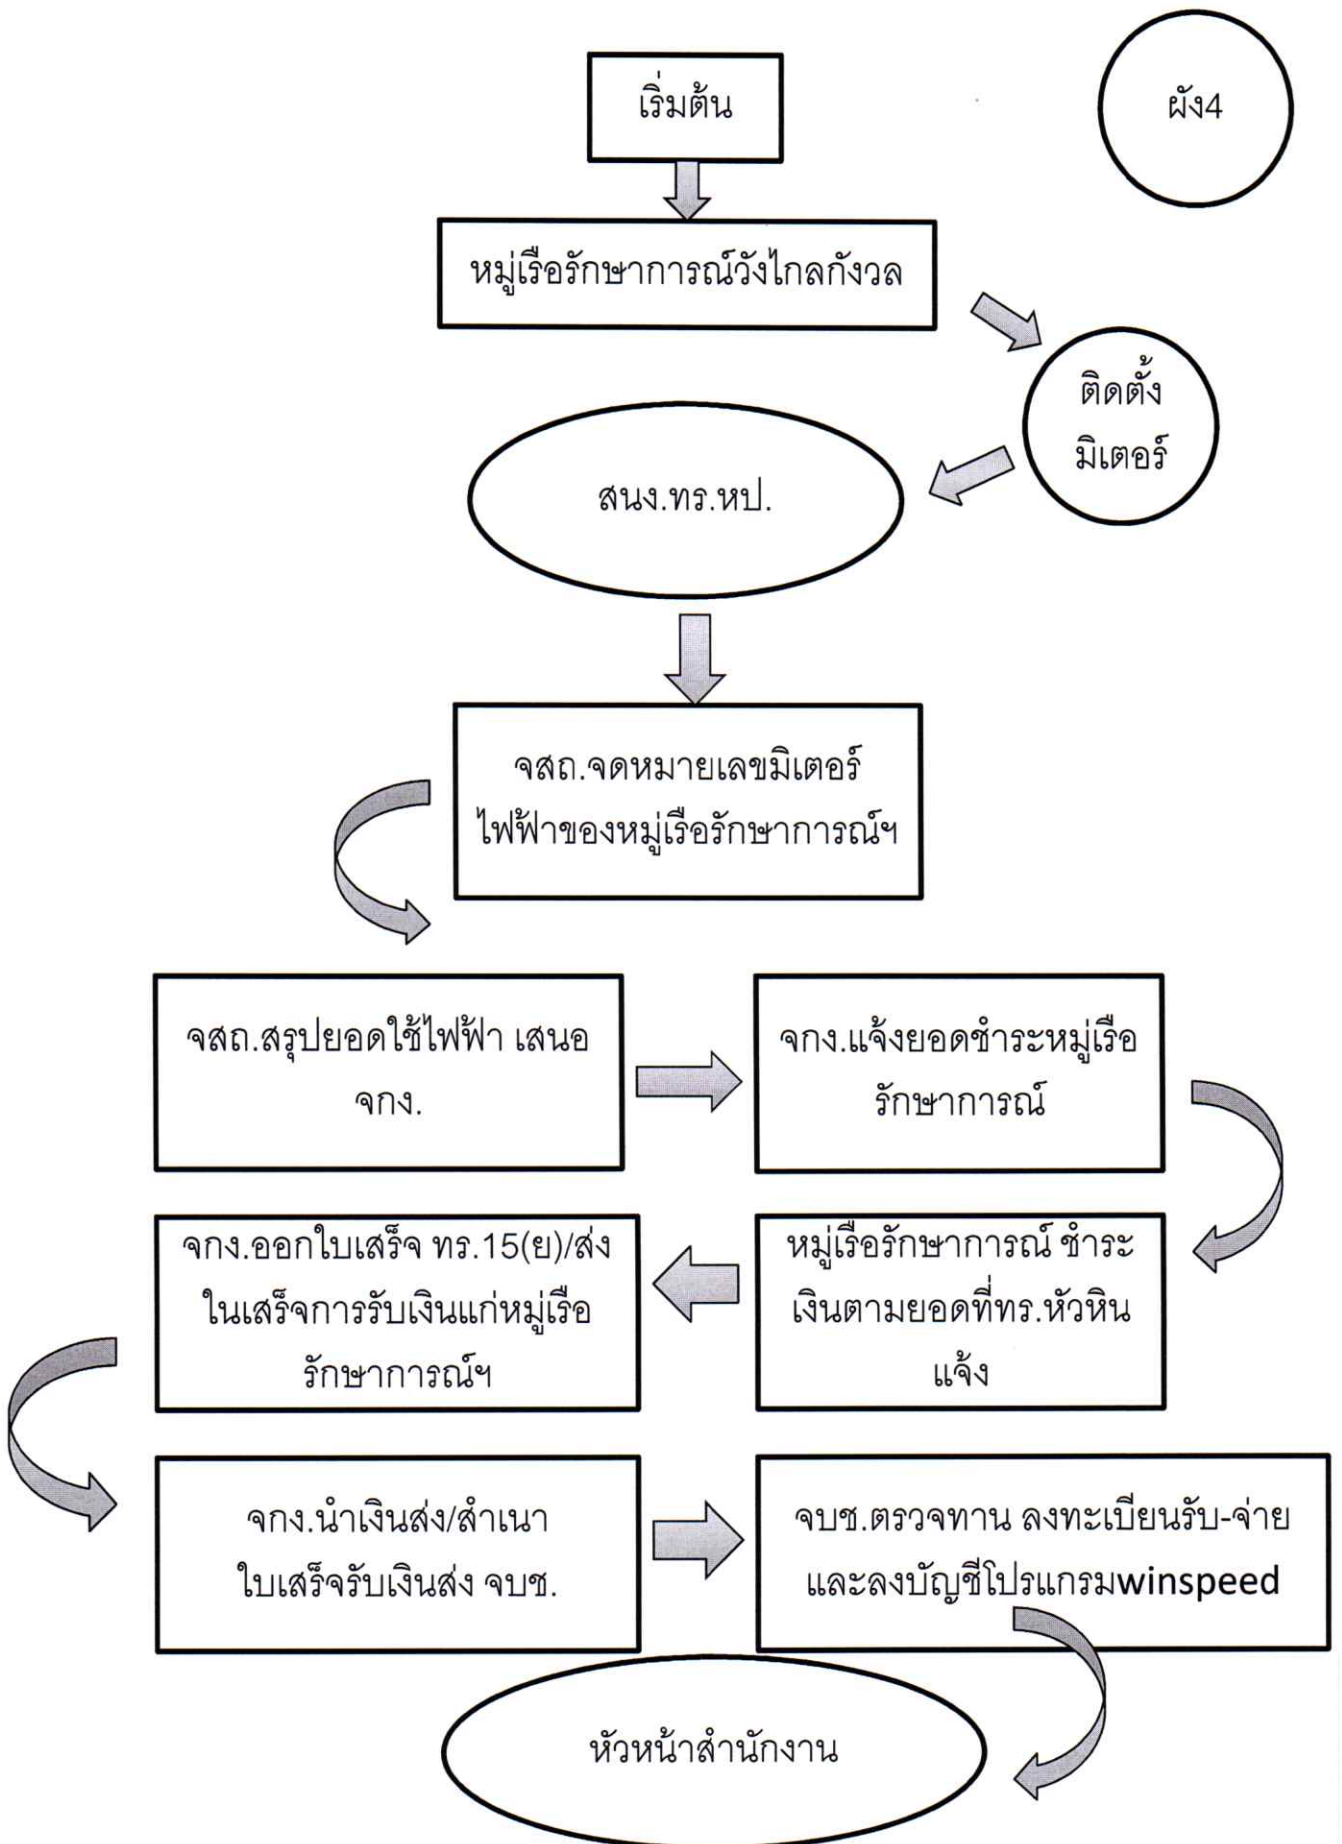 เริ่มต้น
ผัง4
หมู่เรือรักษาการณ์วังไกลกังวล
ติดตั้ง
มิเตอร์
สนง.ทร.หป.
จสถ.จดหมายเลขมิเตอร์
ไฟฟ้าของหมู่เรือรักษาการณ์ฯ
จสถ.สรุปยอดใช้ไฟฟ้า เสนอ
จกง.
จกง.แจ้งยอดชำระหมู่เรือ
รักษาการณ์
หมู่เรือรักษาการณ์ ชำระ
เงินตามยอดที่ทร.หัวหิน
แจ้ง
จกง.ออกใบเสร็จ ทร.15(ย)/ส่ง
ในเสร็จการรับเงินแก่หมู่เรือ
รักษาการณ์ฯ
จกง.นำเงินส่ง/สำเนา
ใบเสร็จรับเงินส่ง จบช.
จบช.ตรวจทาน ลงทะเบียนรับ-จ่าย
และลงบัญชีโปรแกรมwinspeed
หัวหน้าสำนักงาน